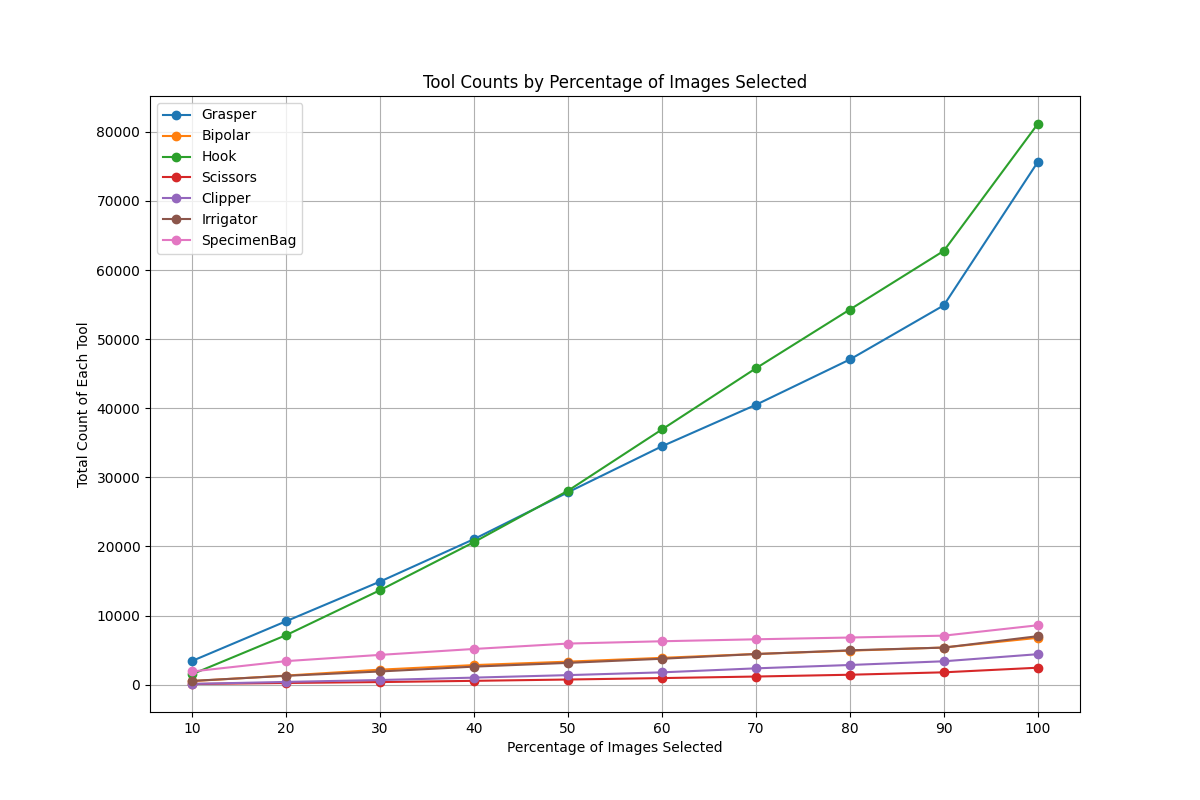 Tool Counts by Percentage of Images Selected
Grasper
Bipolar
Hook
Scissors
Clipper
Irrigator
SpecimenBag
80000
70000
60000
50000
40000
30000
20000
10000
0
Total Count of Each Tool
10 20 30 40 50 60 70 80 90 100
Percentage of Images Selected